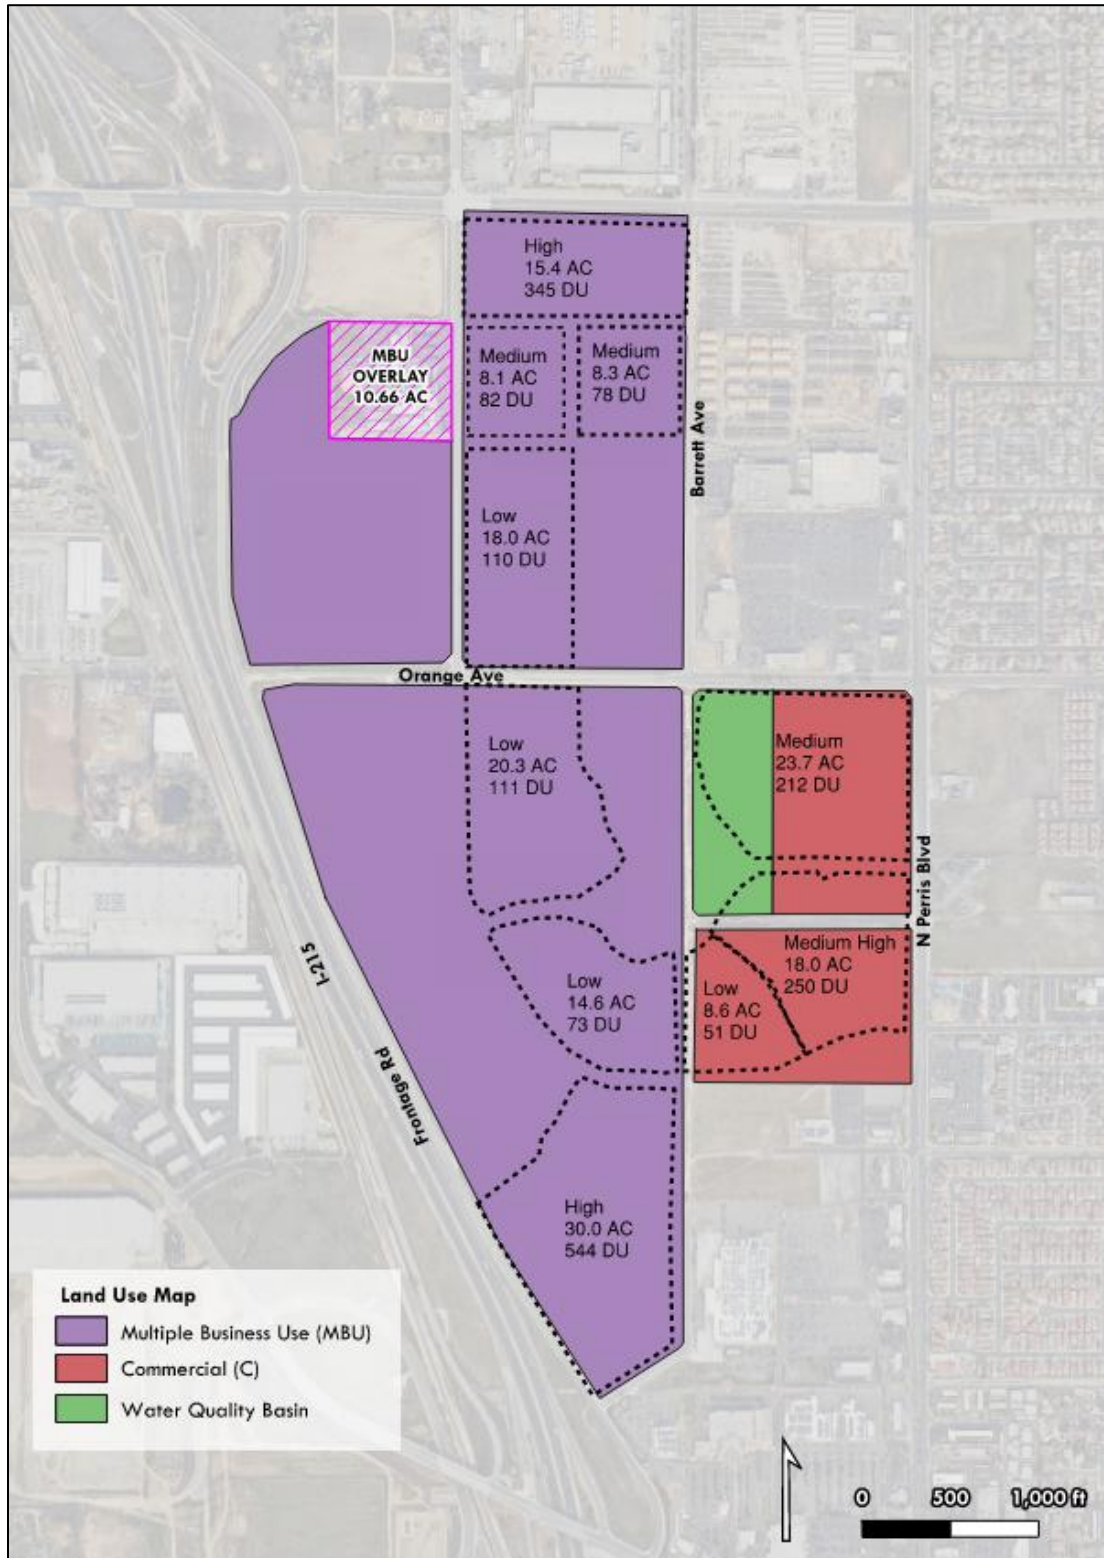 High
15.4 AC
345 DU
MBU
OVERLAY
10.66 AC
Medium
8.1 AC
82 DU
Medium
8.3 AC
78 DU
Barrett Ave
Low
18.0 AC
110 DU
Orange Ave
Low
20.3 AC
111 DU
Medium
23.7 AC
212 DU
N Perris Blvd
I-215
Medium High
18.0 AC
250 DU
Low
14.6 AC
73 DU
Low
8.6 AC
51 DU
Frontage Rd
High
30.0 AC
544 DU
Land Use Map
Multiple Business Use (MBU)
Commercial (C)
Water Quality Basin
0 500 1,000 ft